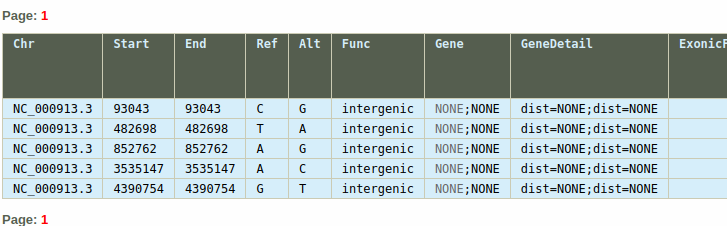 Page: 1
Chr Start End Ref Alt Func Gene GeneDetail
NC_000913.3 93043 93043 C G intergenic NONE;NONE dist=NONE;dist=NONE
NC_000913.3 482698 482698 T A intergenic NONE;NONE dist=NONE;dist=NONE
NC_000913.3 852762 852762 A G intergenic NONE;NONE dist=NONE;dist=NONE
NC_000913.3 3535147 3535147 A C intergenic NONE;NONE dist=NONE;dist=NONE
NC_000913.3 4390754 4390754 G T intergenic NONE;NONE dist=NONE;dist=NONE
Page: 1